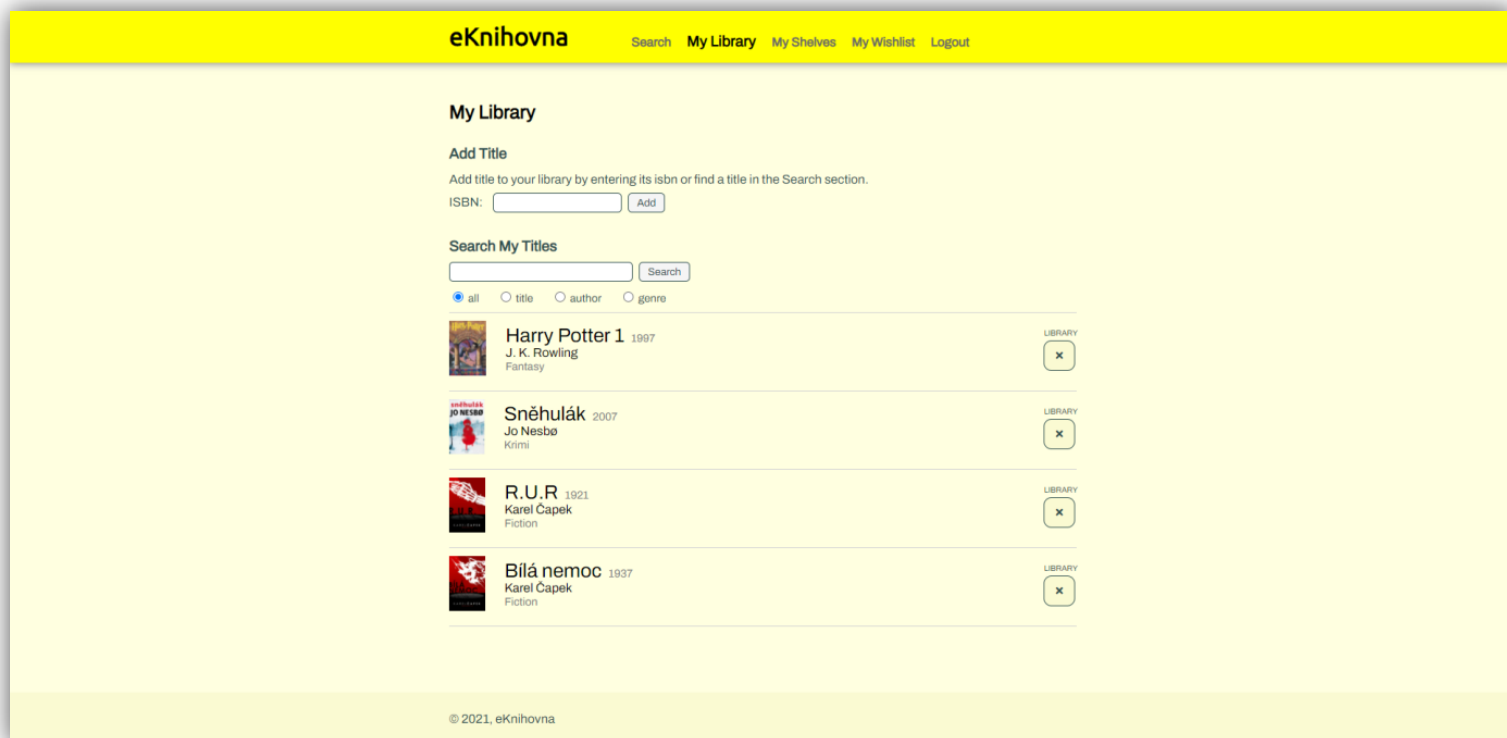 eKnihovna
Search My Library My Shelves My Wishlist Logout
My Library
Add Title
Add title to your library by entering its isbn or find a title in the Search section.
ISBN: Add
Search My Titles
Search
all title author genre
Harry Potter 1 1997
J. K. Rowling
Fantasy
LIBRARY
sněhulák
JO NESBØ
Sněhulák 2007
Jo Nesbø
Krimi
LIBRARY
R.U.R 1921
Karel Čapek
Fiction
LIBRARY
Bílá nemoc 1937
Karel Čapek
Fiction
LIBRARY
© 2021, eKnihovna